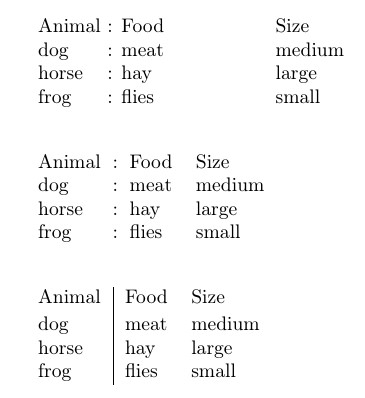 Animal : Food Size
dog : meat medium
horse : hay large
frog : flies small
Animal : Food Size
dog : meat medium
horse : hay large
frog : flies small
Animal Food Size
dog meat medium
horse hay large
frog flies small